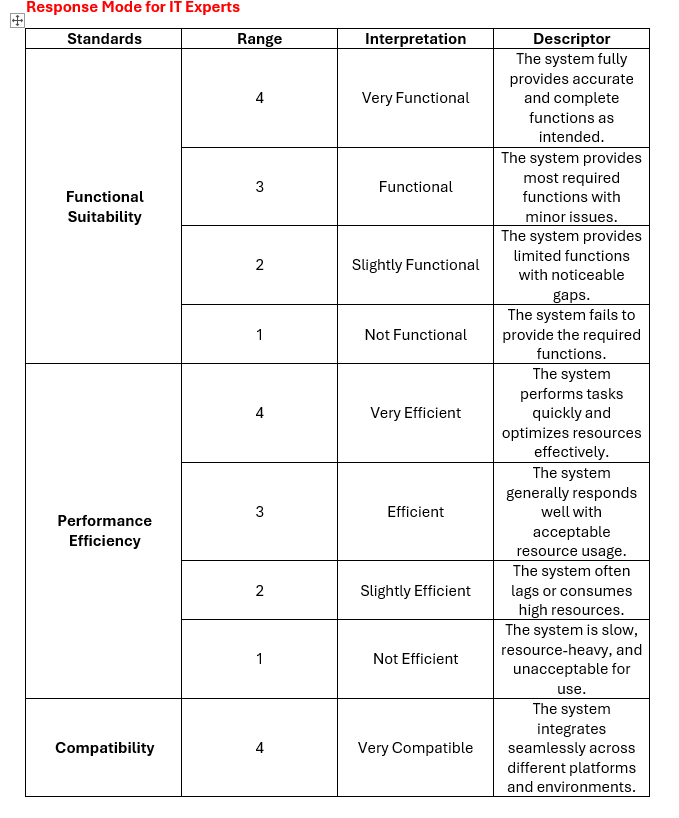 Response Mode for IT Experts
Standards Range Interpretation Descriptor
Functional
Suitability
4 Very Functional
The system fully
provides accurate
and complete
functions as
intended.
3 Functional
The system provides
most required
functions with
minor issues.
2 Slightly Functional
The system provides
limited functions
with noticeable
gaps.
1 Not Functional
The system fails to
provide the required
functions.
Performance
Efficiency
4 Very Efficient
The system
performs tasks
quickly and
optimizes resources
effectively.
3 Efficient
The system
generally responds
well with
acceptable
resource usage.
2 Slightly Efficient
The system often
lags or consumes
high resources.
1 Not Efficient
The system is slow,
resource-heavy, and
unacceptable for
use.
Compatibility
4 Very Compatible
The system
integrates
seamlessly across
different platforms
and environments.